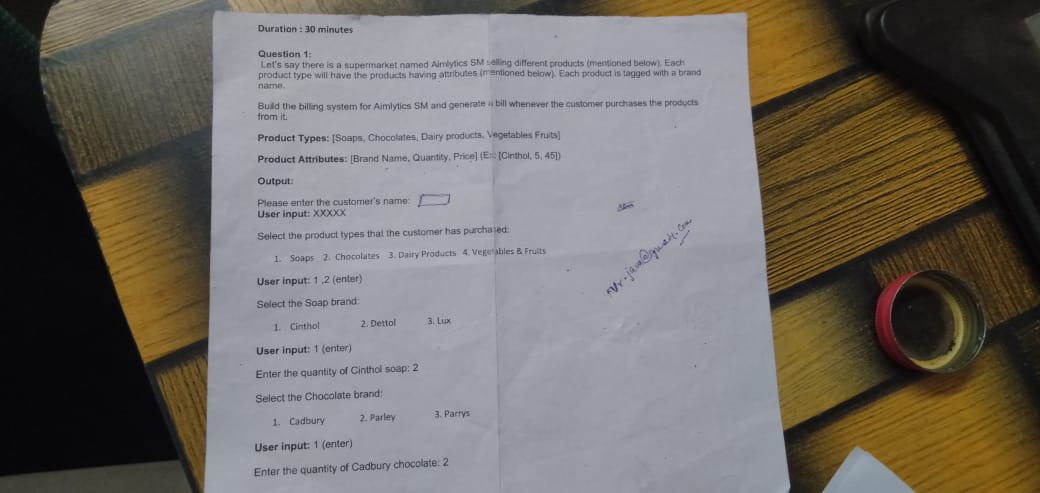 Duration : 30 minutes
Question 1:
Let's say there is a supermarket named Aimlytics SM selling different products (mentioned below). Each
product type will have the products having attributes (mentioned below). Each product is tagged with a brand
name.
Build the billing system for Aimlytics SM and generate a bill whenever the customer purchases the products
from it.
Product Types: [Soaps, Chocolates, Dairy products, Vegetables Fruits]
Product Attributes: [Brand Name, Quantity, Price] (Ex: [Cinthol, 5, 45])
Output:
Please enter the customer's name:
User input: XXXXX
Select the product types that the customer has purchased:
1. Soaps 2. Chocolates 3. Dairy Products 4. Vegetables & Fruits
User input: 1 ,2 (enter)
Select the Soap brand:
1. Cinthol 2. Dettol 3. Lux
User input: 1 (enter)
Enter the quantity of Cinthol soap: 2
Select the Chocolate brand:
1. Cadbury 2. Parley 3. Parrys
User input: 1 (enter)
Enter the quantity of Cadbury chocolate: 2